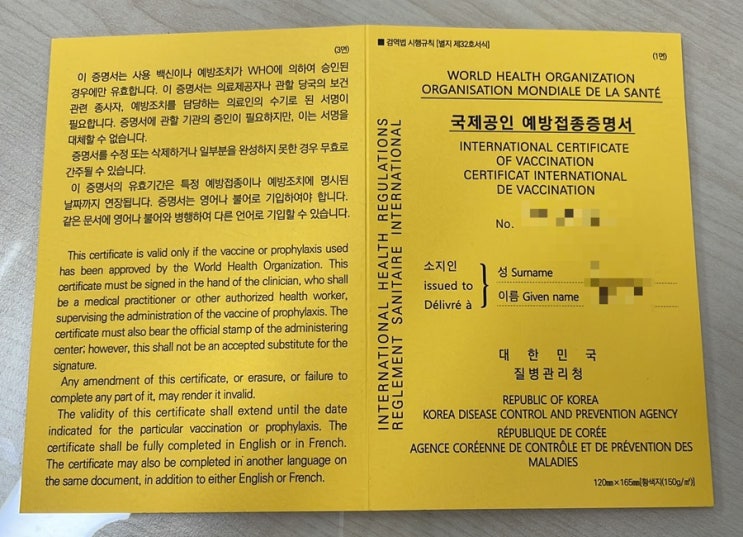 (3면)
이 증명서는 사용 백신이나 예방조치가 WHO에 의하여 승인된
경우에만 유효합니다. 이 증명서는 의료제공자나 관할 당국의 보건
관련 종사자, 예방조치를 담당하는 의료인의 수기로 된 서명이
필요합니다. 증명서에 관할 기관의 증인이 필요하지만, 이는 서명을
대체할 수 없습니다.
증명서를 수정 또는 삭제하거나 일부분을 완성하지 못한 경우 무효로
간주될 수 있습니다.
이 증명서의 유효기간은 특정 예방접종이나 예방조치에 명시된
날짜까지 연장됩니다. 증명서는 영어나 불어로 기입하여야 합니다.
같은 문서에 영어나 불어와 병행하여 다른 언어로 기입할 수 있습니다.
This certificate is valid only if the vaccine or prophylaxis used
has been approved by the World Health Organization. This
certificate must be signed in the hand of the clinician, who shall
be a medical practitioner or other authorized health worker,
supervising the administration of the vaccine of prophylaxis. The
certificate must also bear the official stamp of the administering
center; however, this shall not be an accepted substitute for the
signature.
Any amendment of this certificate, or erasure, or failure to
complete any part of it, may render it invalid.
The validity of this certificate shall extend until the date
indicated for the particular vaccination or prophylaxis. The
certificate shall be fully completed in English or in French.
The certificate may also be completed in another language on
the same document, in addition to either English or French.
■ 검역법 시행규칙 [별지 제32호서식]
(1면)
INTERNATIONAL HEALTH REGULATIONS
REGLEMENT SANITAIRE INTERNATIONAL
WORLD HEALTH ORGANIZATION
ORGANISATION MONDIALE DE LA SANTÉ
국제공인 예방접종증명서
INTERNATIONAL CERTIFICATE
OF VACCINATION
CERTIFICAT INTERNATIONAL
DE VACCINATION
No.
소지인
issued to
Délivré à
성 Surname
이름 Given name
대 한 민 국
질 병 관 리 청
REPUBLIC OF KOREA
KOREA DISEASE CONTROL AND PREVENTION AGENCY
RÉPUBLIQUE DE CORÉE
AGENCE CORÉENNE DE CONTRÔLE ET DE PRÉVENTION DES
MALADIES
120㎜×165㎜[황색지(150g/㎡)]